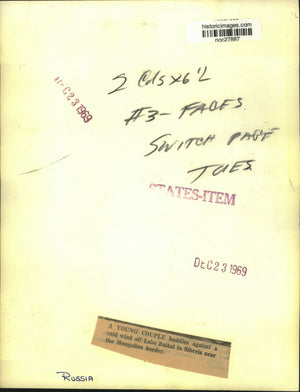 historicimages.com
noc27887
DEC 23 1969
2 Cols x 6"L
#3 - FACES
SWITCH PAGE
TUES
STATES-ITEM
DEC 23 1969
A YOUNG COUPLE huddles against a
cold wind off Lake Baikal in Siberia near
the Mongolian border.
RUSSIA